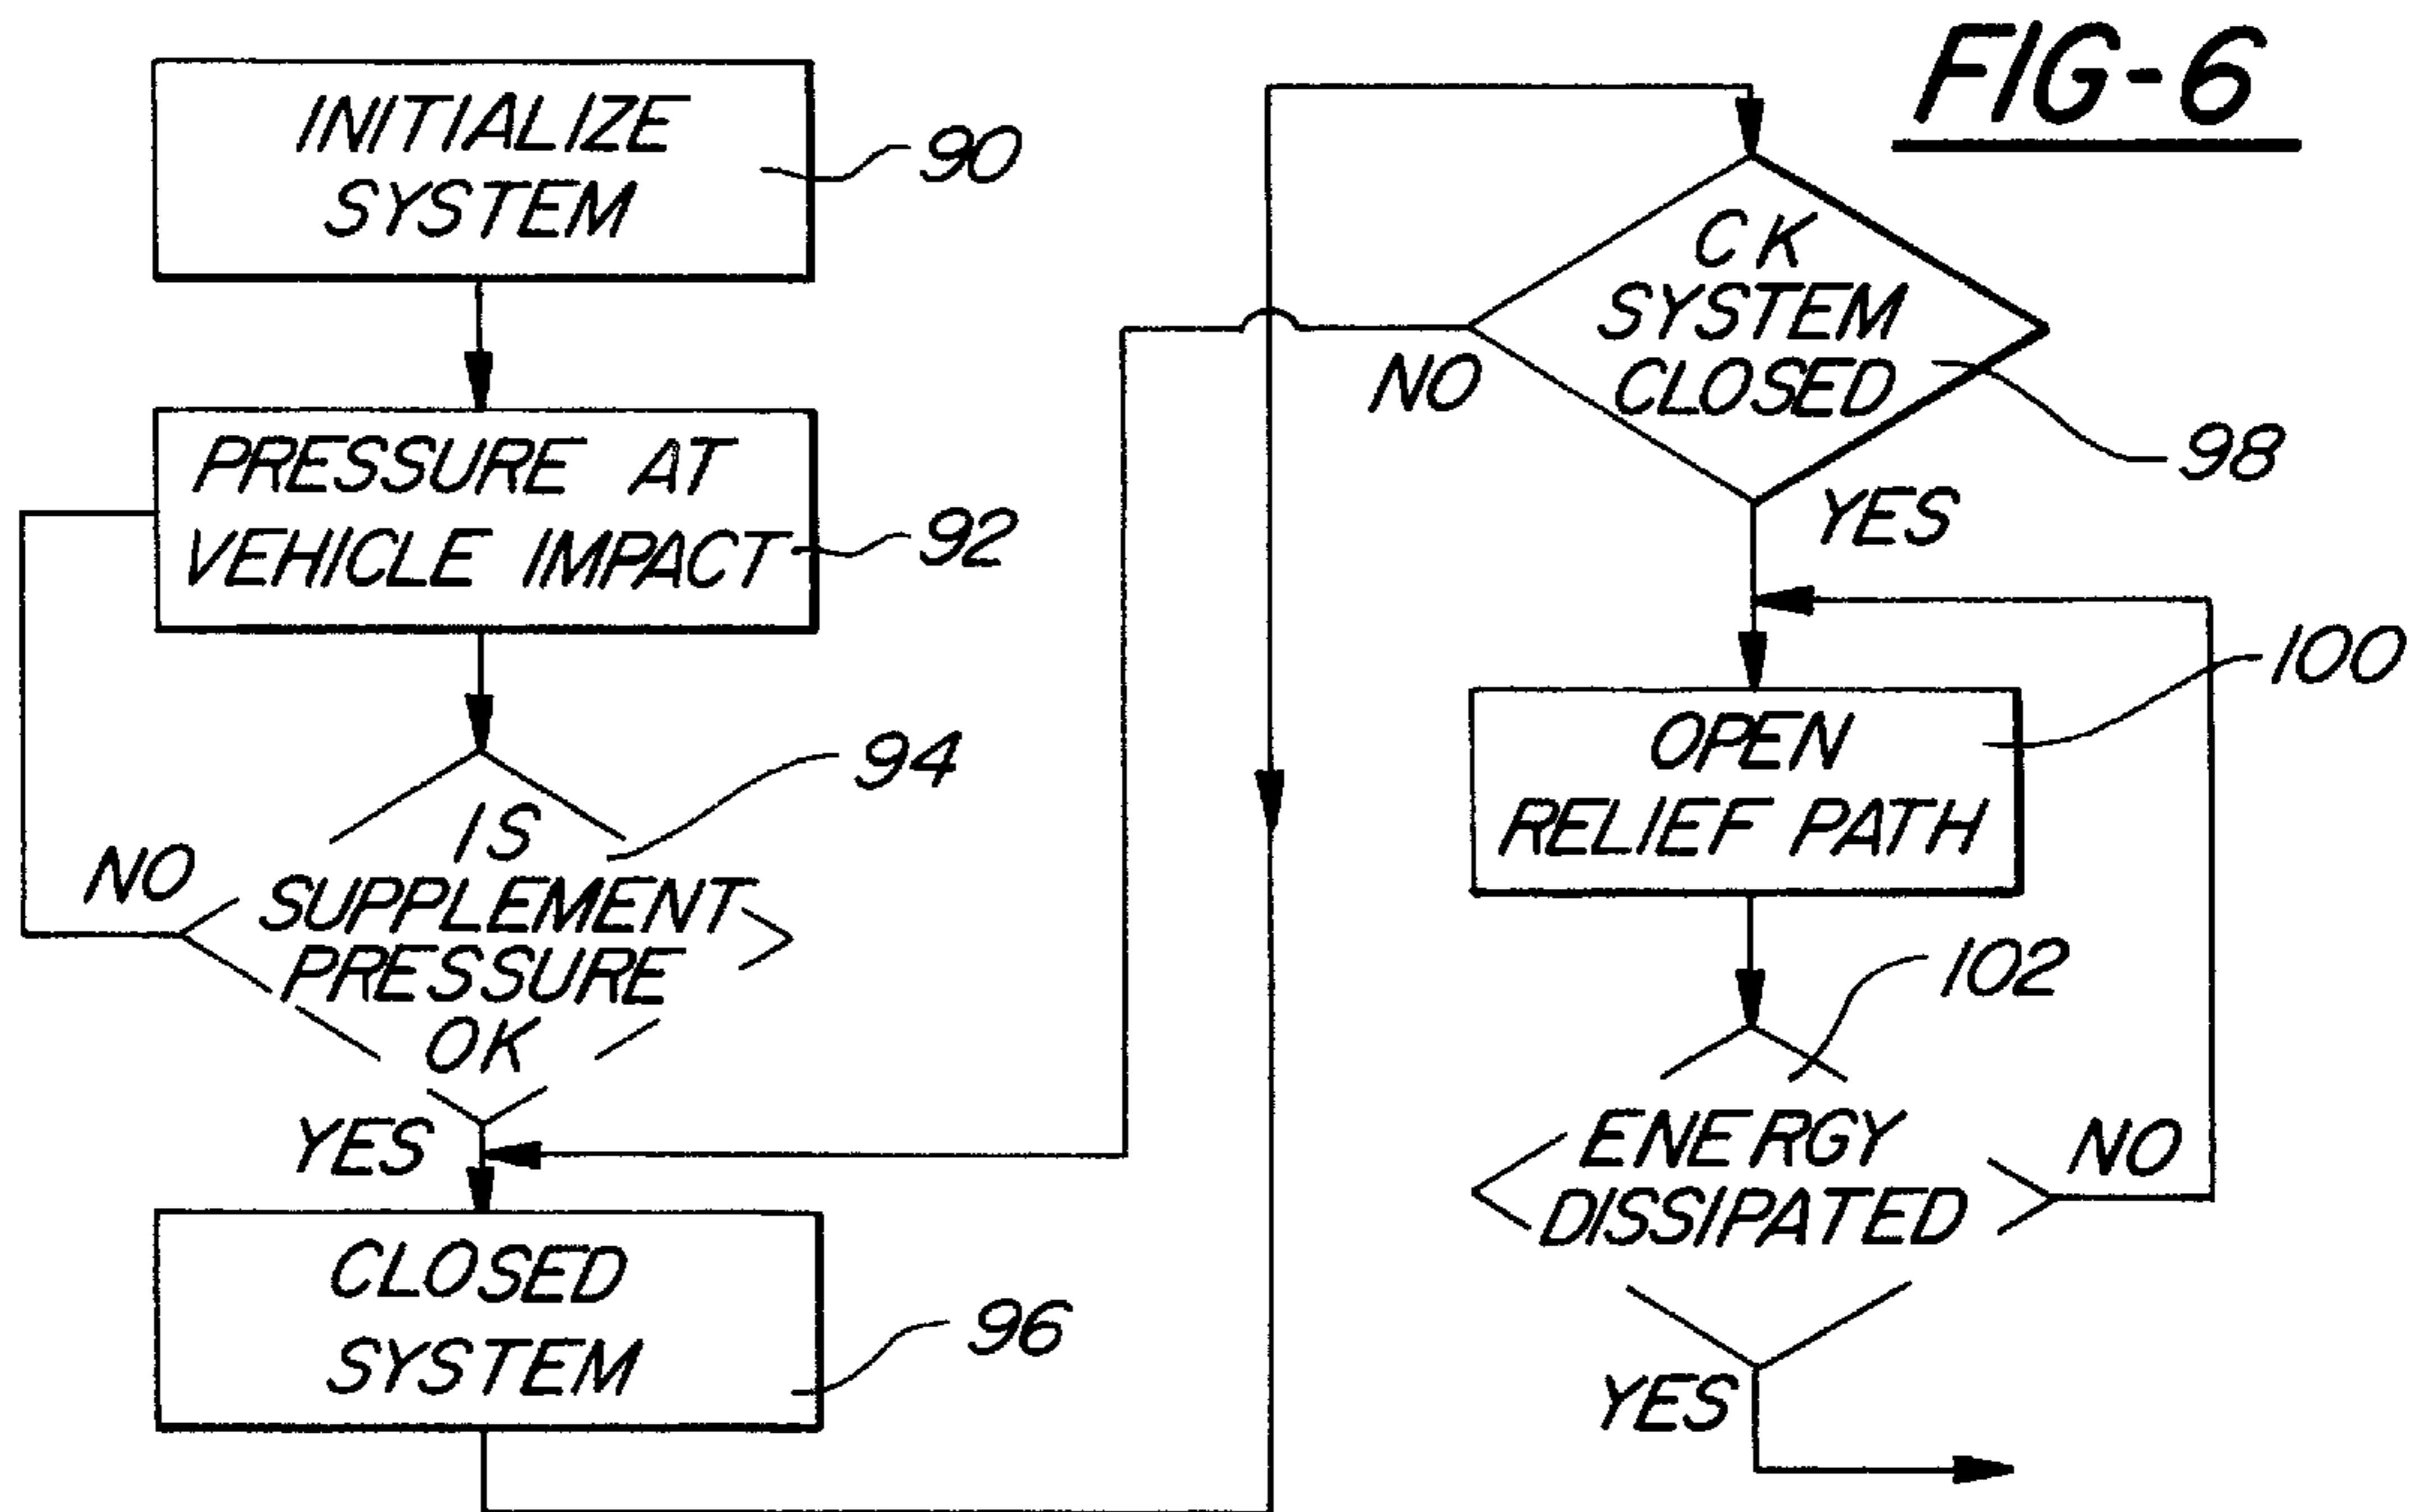 FIG-6
INITIALIZE
SYSTEM
90
PRESSURE AT
VEHICLE IMPACT
92
94
IS
SUPPLEMENT
PRESSURE
OK
NO
YES
CLOSED
SYSTEM
96
CK
SYSTEM
CLOSED
98
NO
YES
OPEN
RELIEF PATH
100
102
ENERGY
DISSIPATED
NO
YES